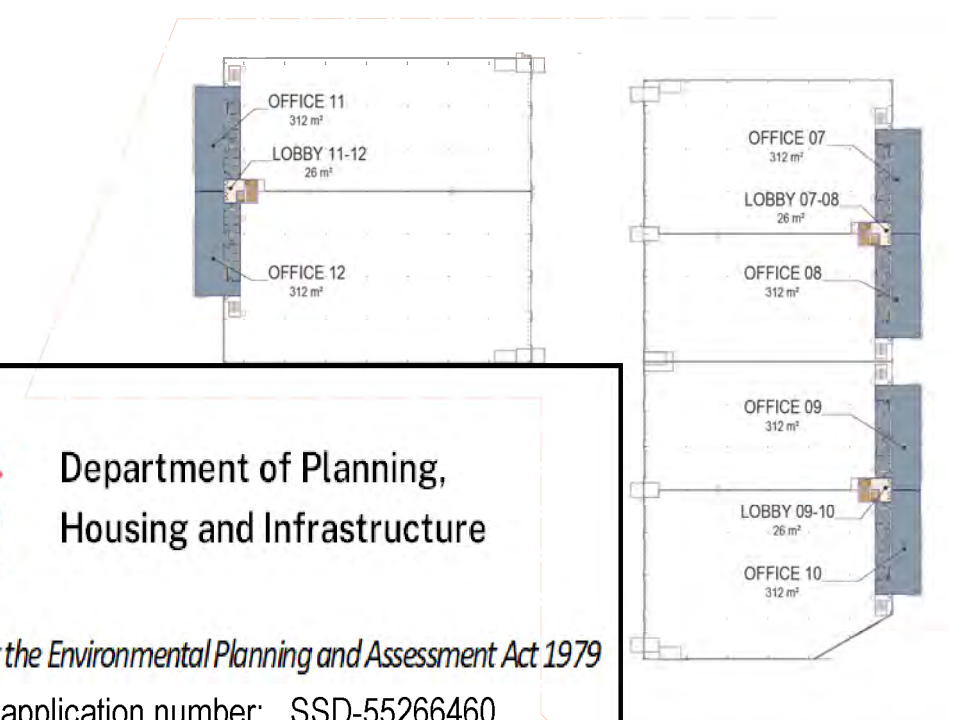 OFFICE 11
312 m²
LOBBY 11-12
26 m²
OFFICE 12
312 m²
OFFICE 07
312 m²
LOBBY 07-08
26 m²
OFFICE 08
312 m²
OFFICE 09
312 m²
LOBBY 09-10
26 m²
OFFICE 10
312 m²
Department of Planning,
Housing and Infrastructure
the Environmental Planning and Assessment Act 1979
application number: SSD-55266460